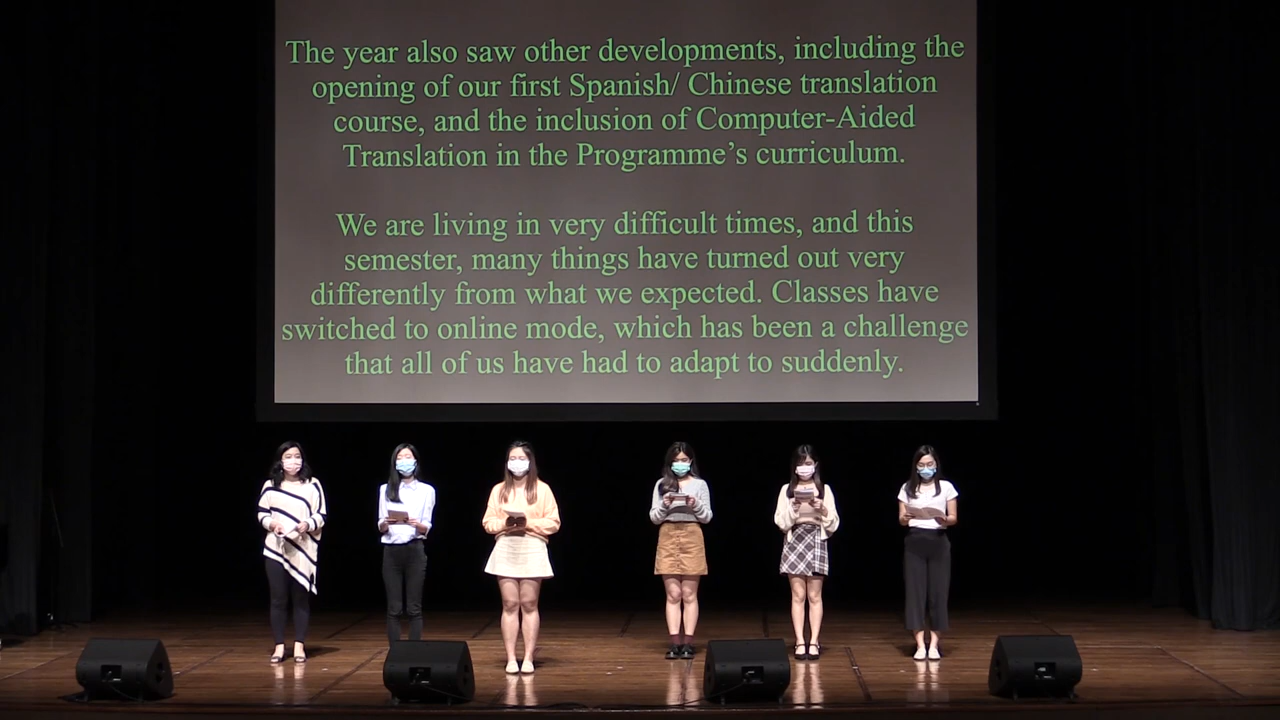 The year also saw other developments, including the
opening of our first Spanish/ Chinese translation
course, and the inclusion of Computer-Aided
Translation in the Programme’s curriculum.
We are living in very difficult times, and this
semester, many things have turned out very
differently from what we expected. Classes have
switched to online mode, which has been a challenge
that all of us have had to adapt to suddenly.